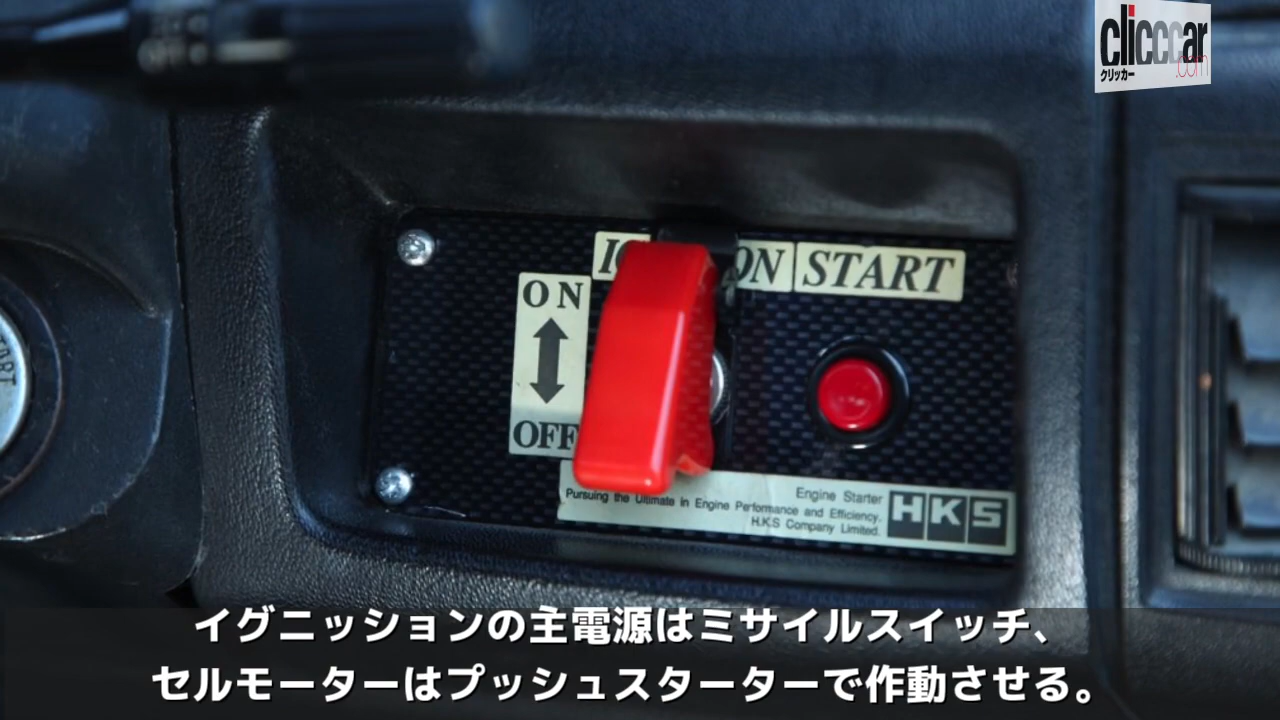 clicccar
.com
クリッカー
START
ON
OFF
START
Engine Starter
Pursuing the Ultimate in Engine Performance and Efficiency.
H.K.S Company Limited.
HKS
イグニッションの主電源はミサイルスイッチ、
セルモーターはプッシュスターターで作動させる。